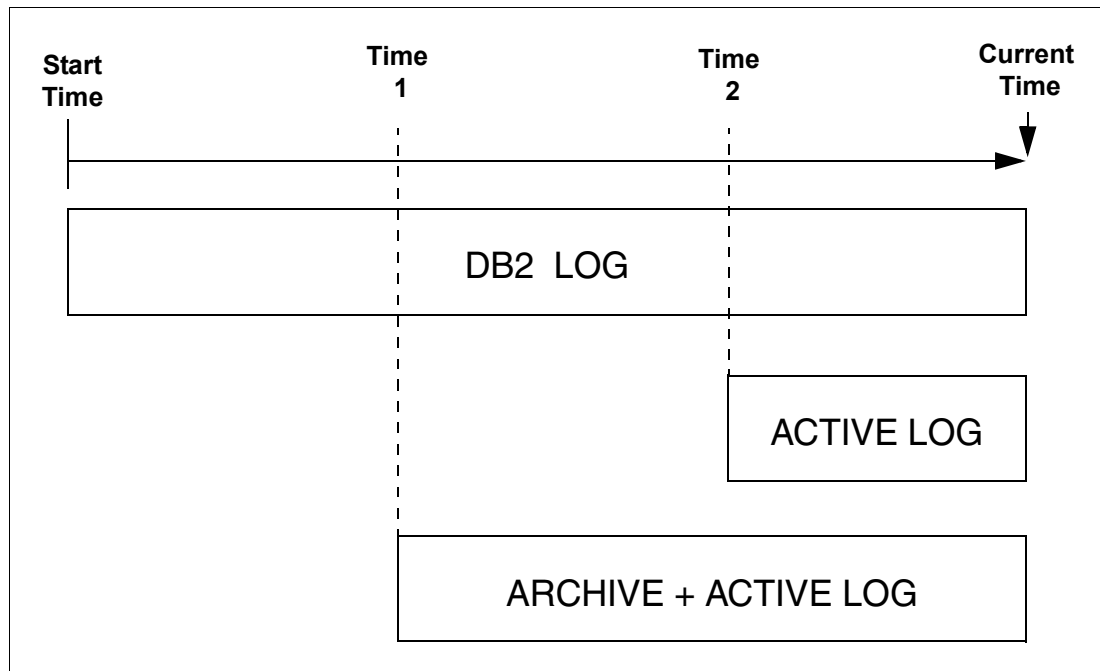 Start
Time
Time
1
Time
2
Current
Time
DB2 LOG
ACTIVE LOG
ARCHIVE + ACTIVE LOG